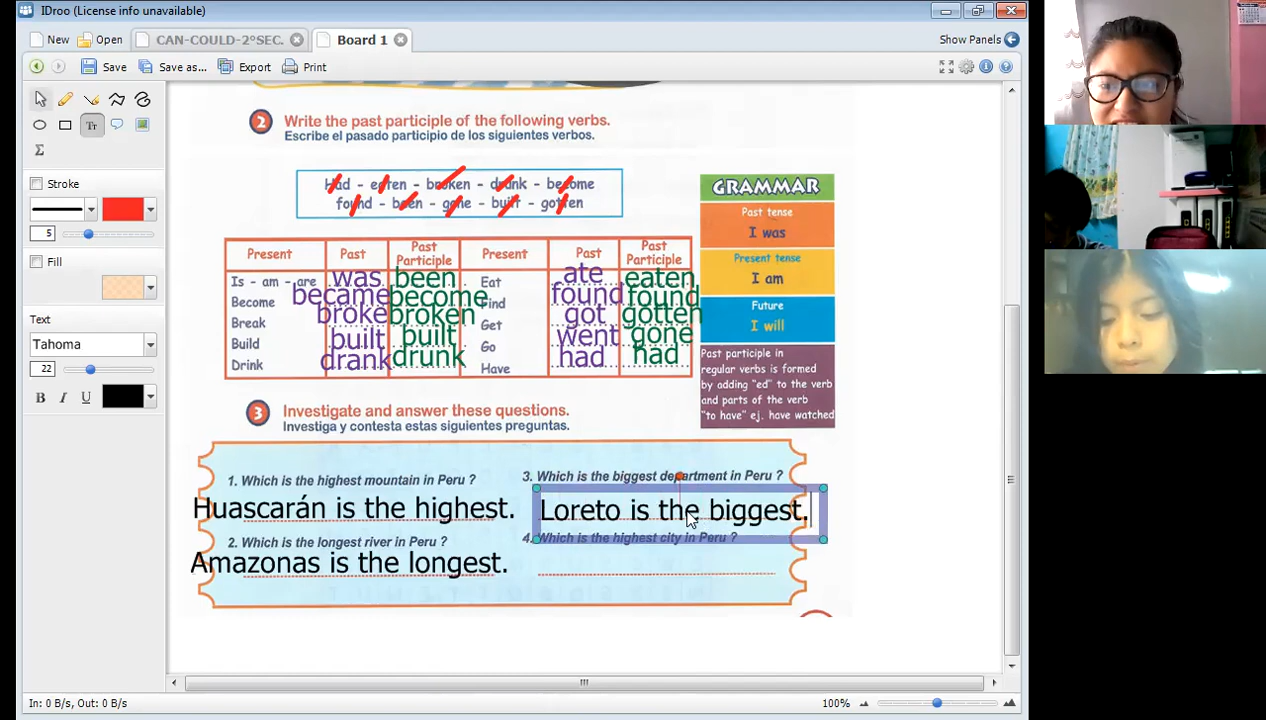 IDroo (License info unavailable)
New Open CAN-COULD-2°SEC. Board 1 Show Panels
Save Save as... Export Print
Tr
Σ
Stroke
5
Fill
Text
Tahoma
22
B I U
2 Write the past participle of the following verbs.
Escribe el pasado participio de los siguientes verbos.
Had - eaten - broken - drank - become
found - been - gone - built - gotten
Present Past Past Participle Present Past Past Participle
Is - am - are was been Eat ate eaten
Become became become Find found found
Break broke broken Get got gotten
Build built built Go went gone
Drink drank drunk Have had had
GRAMMAR
Past tense
I was
Present tense
I am
Future
I will
Past participle in
regular verbs is formed
by adding "ed" to the verb
and parts of the verb
"to have" ej. have watched
3 Investigate and answer these questions.
Investiga y contesta estas siguientes preguntas.
1. Which is the highest mountain in Peru ?
Huascarán is the highest.
2. Which is the longest river in Peru ?
Amazonas is the longest.
3. Which is the biggest department in Peru ?
Loreto is the biggest.
4. Which is the highest city in Peru ?
In: 0 B/s, Out: 0 B/s 100%